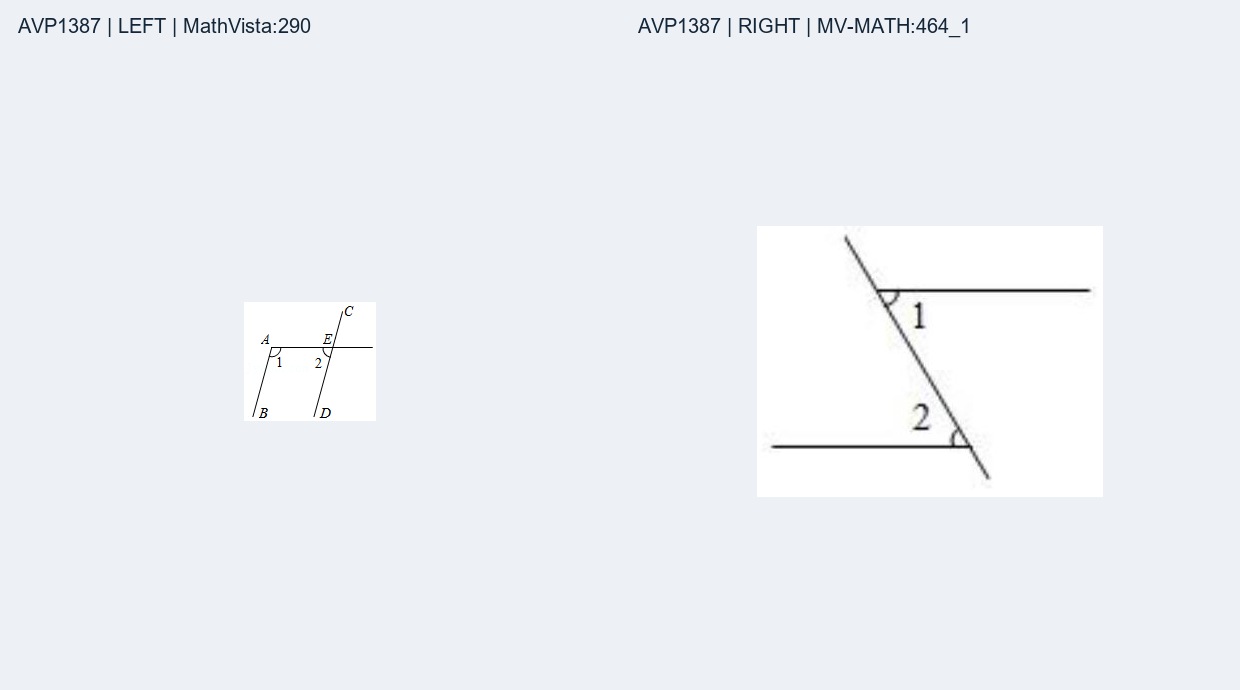 AVP1387 | LEFT | MathVista:290
AVP1387 | RIGHT | MV-MATH:464_1
C
A E
1 2
B D
1
2